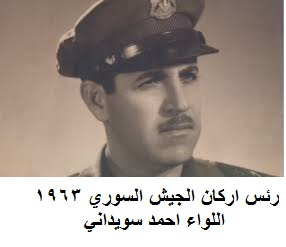 رئس اركان الجيش السوري ١٩٦٣
اللواء احمد سويداني